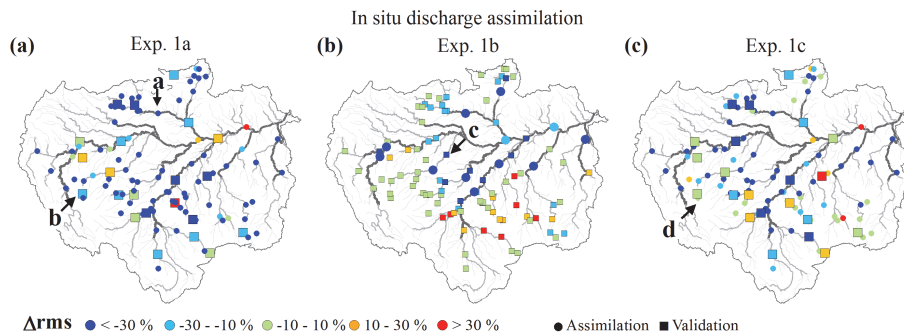 In situ discharge assimilation
(a) Exp. 1a
(b) Exp. 1b
(c) Exp. 1c
a
b
c
d
Δrms < -30 % -30 - -10 % -10 - 10 % 10 - 30 % > 30 % Assimilation Validation